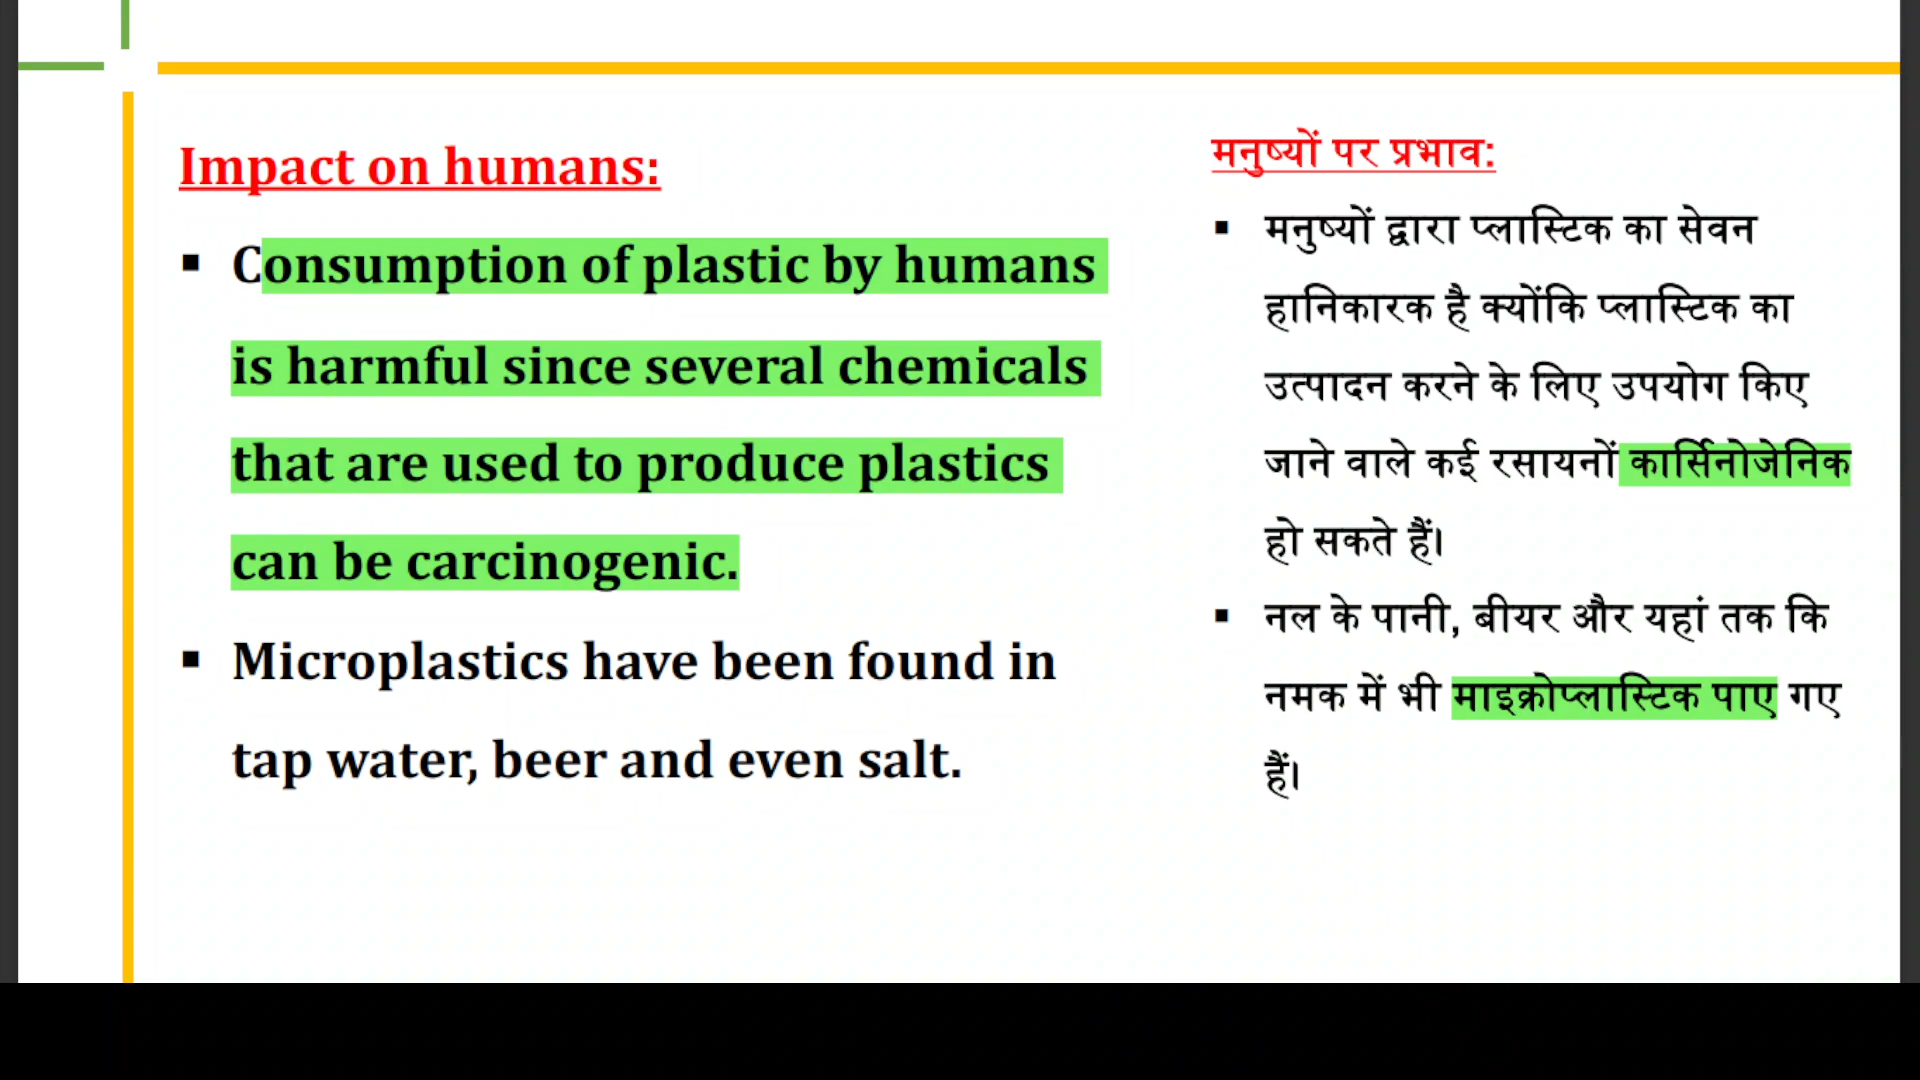 Impact on humans:
▪ Consumption of plastic by humans
is harmful since several chemicals
that are used to produce plastics
can be carcinogenic.
▪ Microplastics have been found in
tap water, beer and even salt.
मनुष्यों पर प्रभाव:
▪ मनुष्यों द्वारा प्लास्टिक का सेवन
हानिकारक है क्योंकि प्लास्टिक का
उत्पादन करने के लिए उपयोग किए
जाने वाले कई रसायनों कार्सिनोजेनिक
हो सकते हैं।
▪ नल के पानी, बीयर और यहां तक कि
नमक में भी माइक्रोप्लास्टिक पाए गए
हैं।